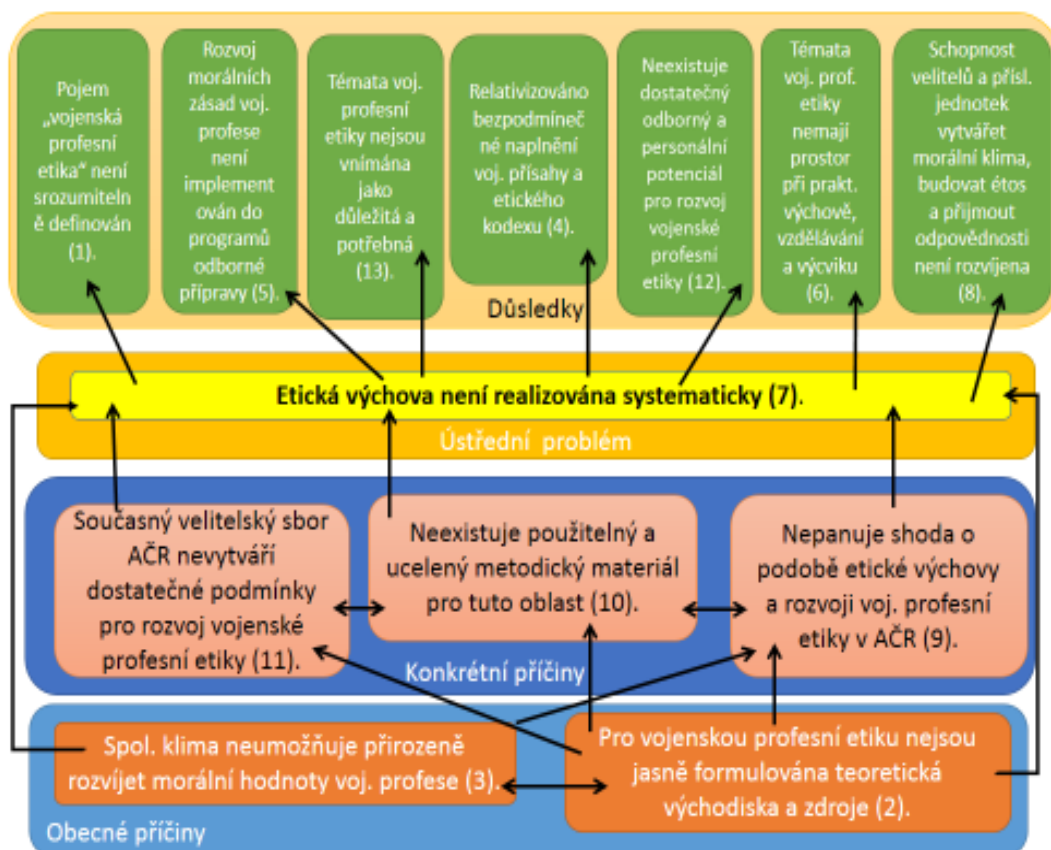 Pojem
„vojenská
profesní
etika“ není
srozumiteln
ě definován
(1).
Rozvoj
morálních
zásad voj.
profese
není
implement
ován do
programů
odborné
přípravy (5).
Témata voj.
profesní
etiky nejsou
vnímána
jako
důležitá a
potřebná
(13).
Relativizováno
bezpodmíneč
né naplnění
voj. přísahy a
etického
kodexu (4).
Neexistuje
dostatečný
odborný a
personální
potenciál
pro rozvoj
vojenské
profesní
etiky (12).
Témata
voj. prof.
etiky
nemají
prostor
při prakt.
výchově,
vzdělávání
a výcviku
(6).
Schopnost
velitelů a přísl.
jednotek
vytvářet
morální klima,
budovat étos
a přijmout
odpovědnosti
není rozvíjena
(8).
Důsledky
Etická výchova není realizována systematicky (7).
Ústřední problém
Současný velitelský sbor
AČR nevytváří
dostatečné podmínky
pro rozvoj vojenské
profesní etiky (11).
Neexistuje použitelný a
ucelený metodický materiál
pro tuto oblast (10).
Nepanuje shoda o
podobě etické výchovy
a rozvoji voj. profesní
etiky v AČR (9).
Konkrétní příčiny
Spol. klima neumožňuje přirozeně
rozvíjet morální hodnoty voj. profese (3).
Pro vojenskou profesní etiku nejsou
jasně formulována teoretická
východiska a zdroje (2).
Obecné příčiny